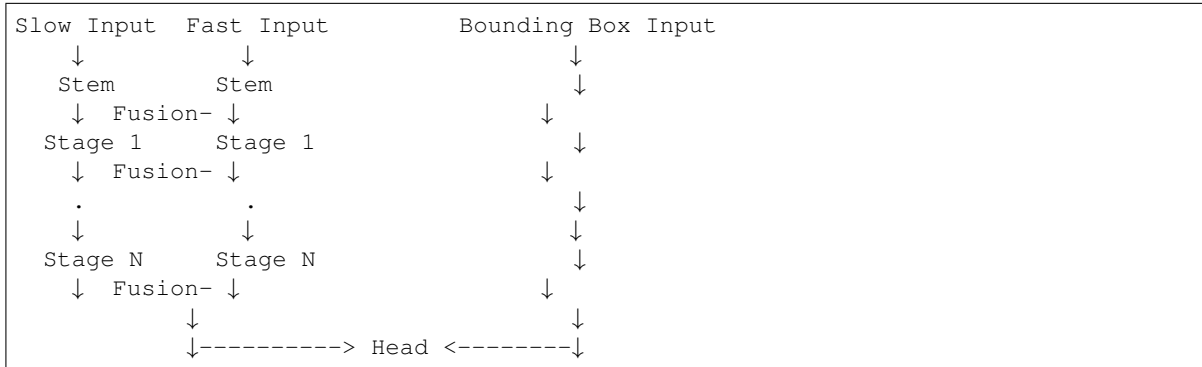 Slow Input  Fast Input        Bounding Box Input
    ↓          ↓                    ↓
   Stem       Stem                  ↓
    ↓ Fusion- ↓                   ↓
  Stage 1    Stage 1                ↓
    ↓ Fusion- ↓                   ↓
    .          .                    ↓
    ↓          ↓                    ↓
  Stage N    Stage N                ↓
    ↓ Fusion- ↓                   ↓
           ↓                        ↓
           ↓----------> Head <--------↓